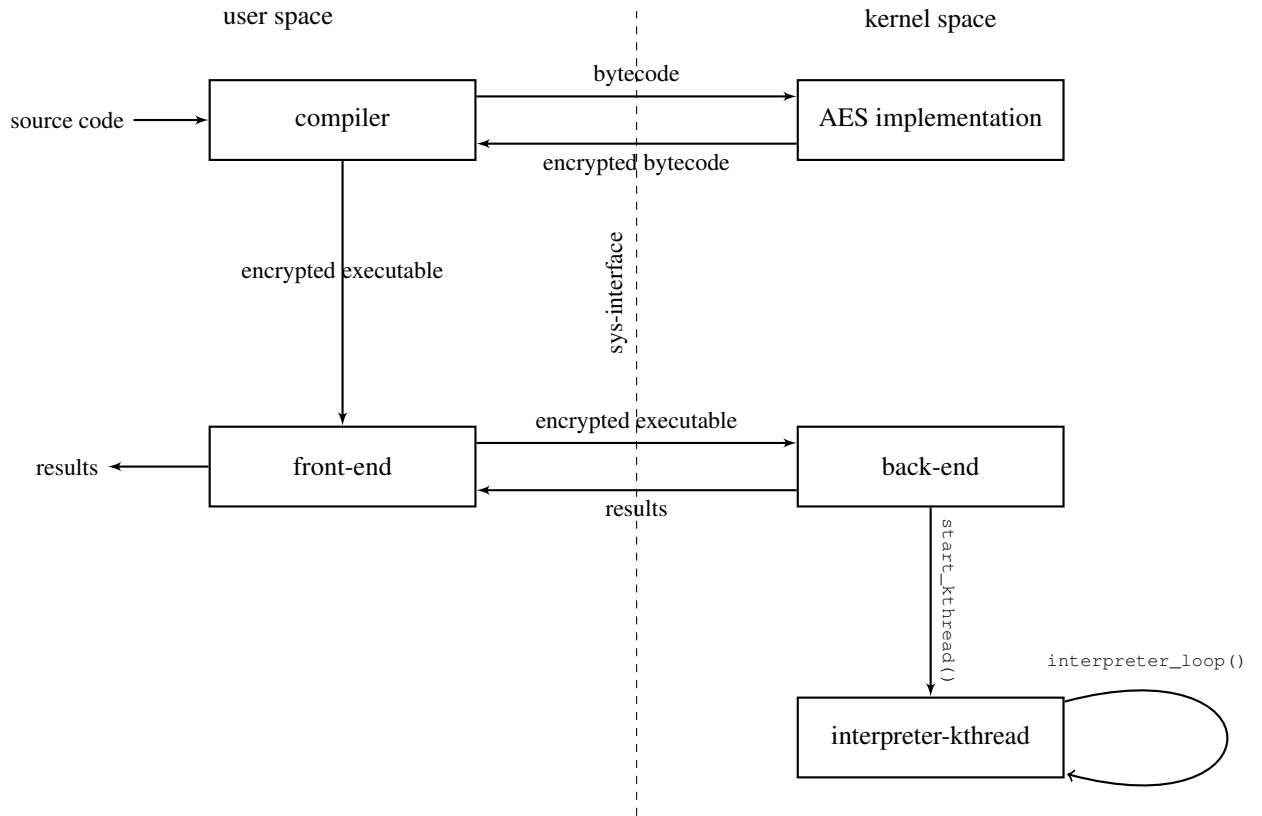 user space
kernel space
bytecode
source code
compiler
AES implementation
encrypted bytecode
sys-interface
encrypted executable
encrypted executable
results
front-end
back-end
results
start_kthread()
interpreter_loop()
interpreter-kthread